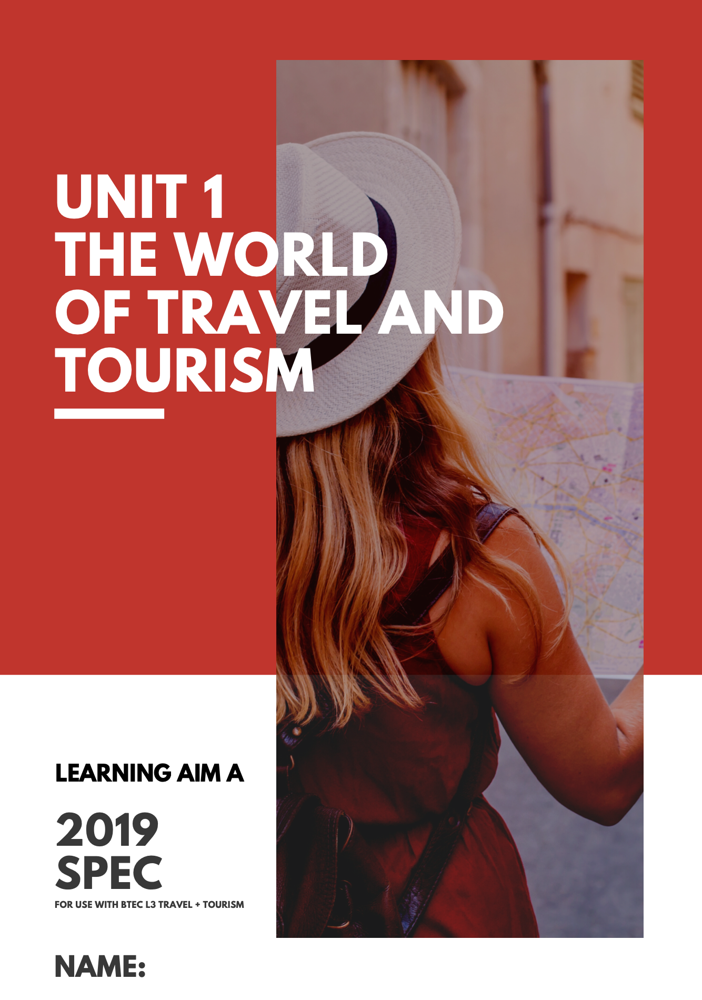 UNIT 1
THE WORLD
OF TRAVEL AND
TOURISM
LEARNING AIM A
2019
SPEC
FOR USE WITH BTEC L3 TRAVEL + TOURISM
NAME: